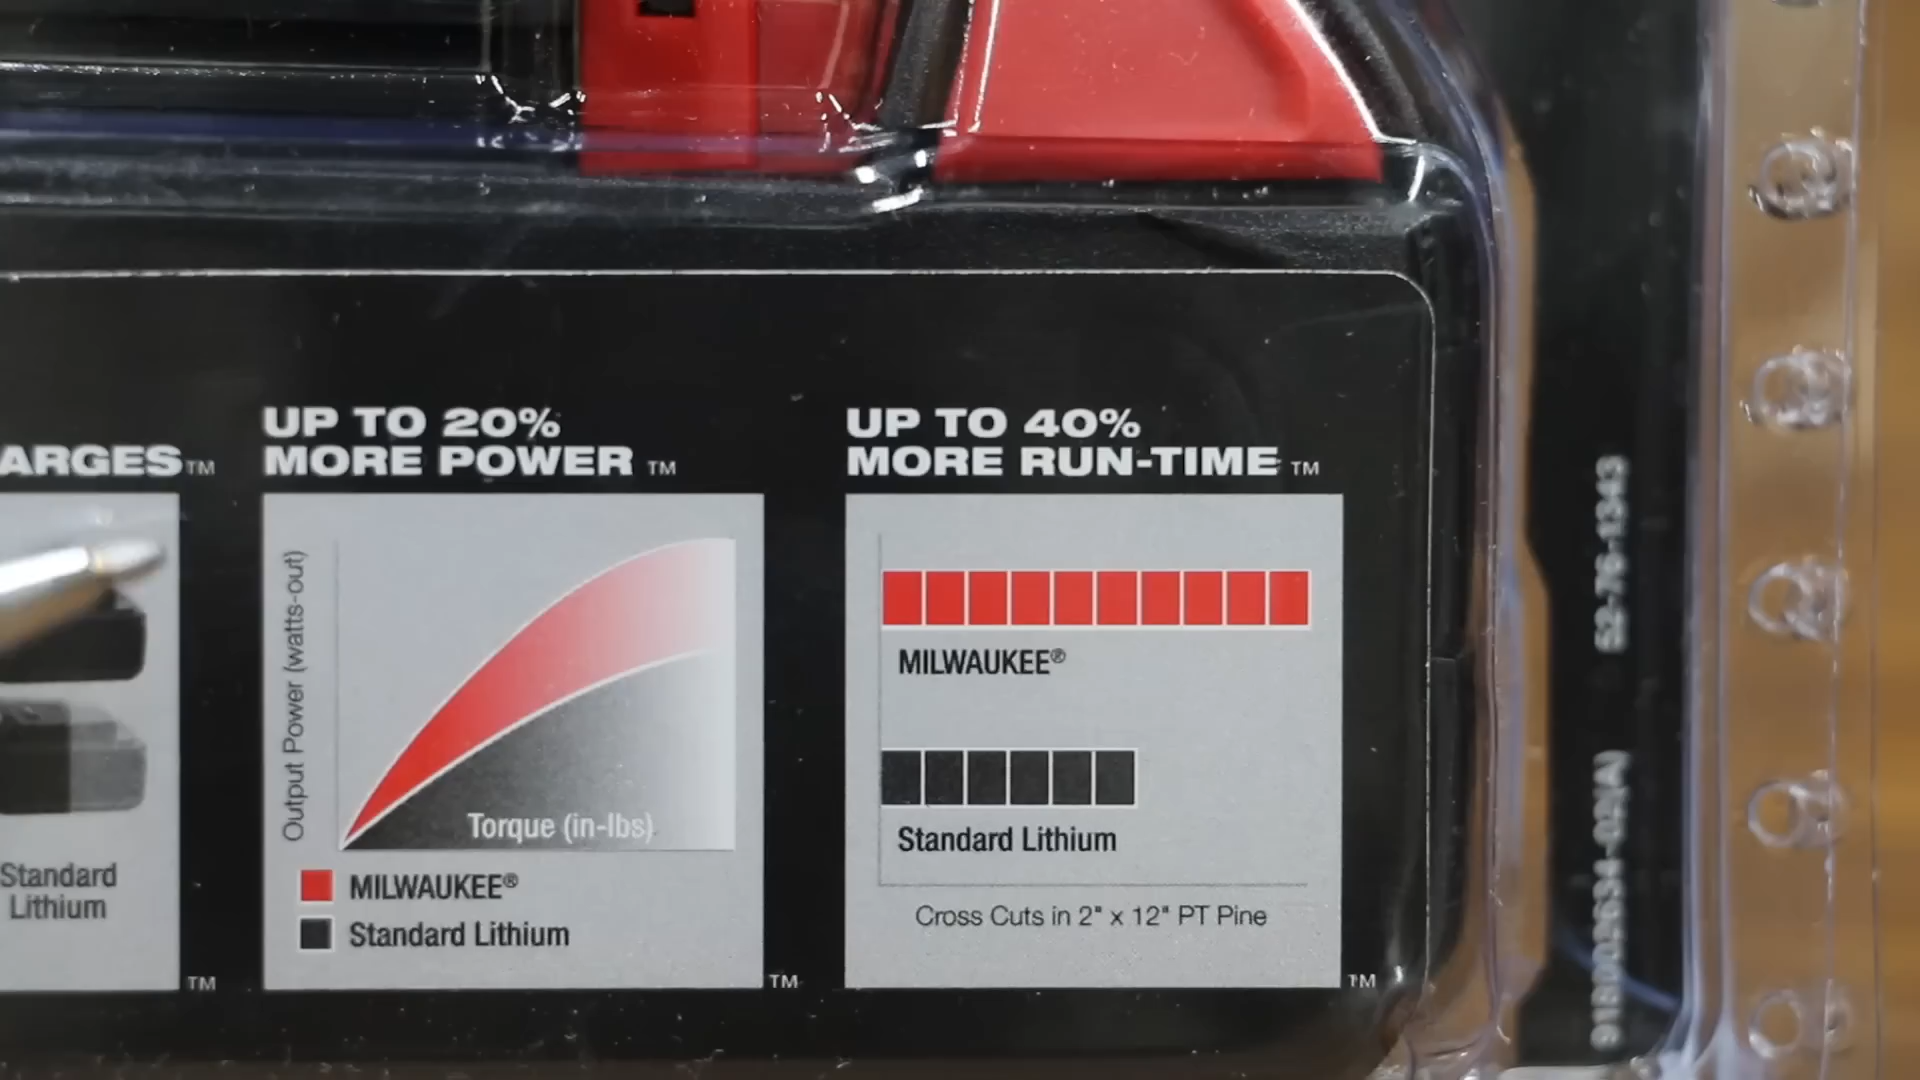 ARGES™
Standard
Lithium
™
UP TO 20%
MORE POWER ™
Output Power (watts-out)
Torque (in-lbs)
MILWAUKEE®
Standard Lithium
™
UP TO 40%
MORE RUN-TIME ™
MILWAUKEE®
Standard Lithium
Cross Cuts in 2" x 12" PT Pine
™
918002634-02(A) 52-76-1343